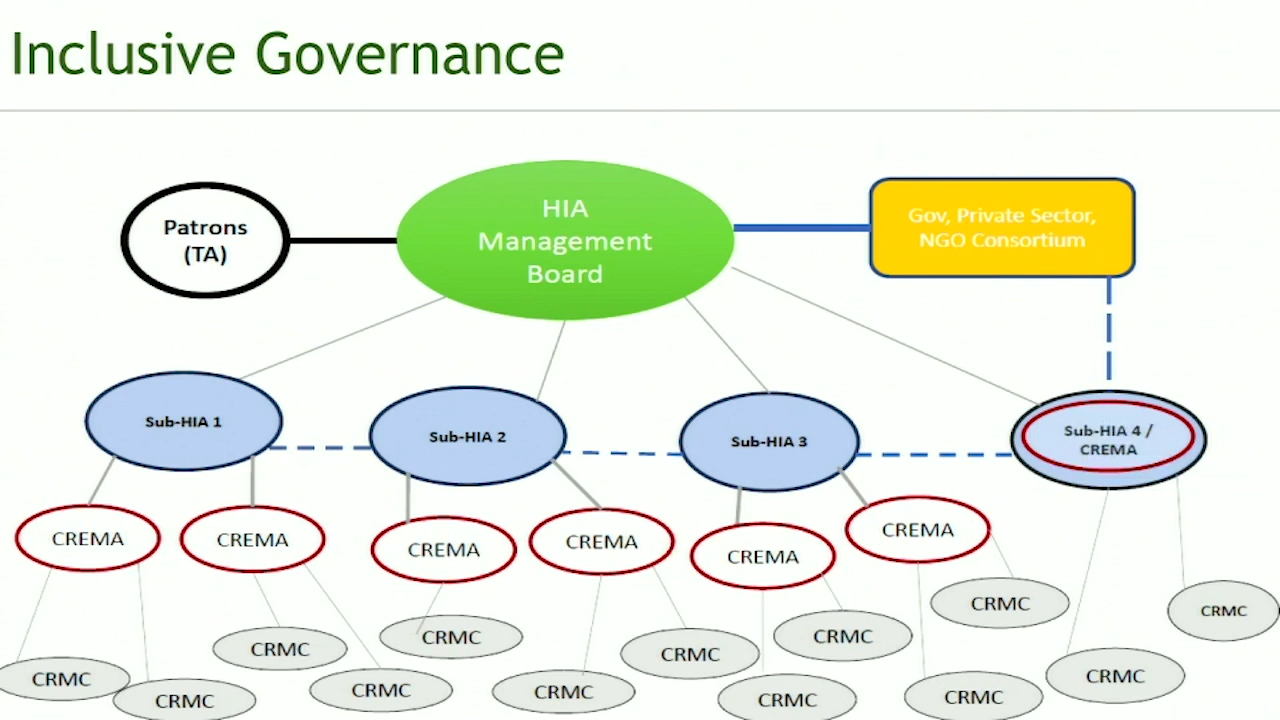 Inclusive Governance
Patrons
(TA)
HIA
Management
Board
Gov, Private Sector,
NGO Consortium
Sub-HIA 1
Sub-HIA 2
Sub-HIA 3
Sub-HIA 4 /
CREMA
CREMA
CREMA
CREMA
CREMA
CREMA
CREMA
CRMC
CRMC
CRMC
CRMC
CRMC
CRMC
CRMC
CRMC
CRMC
CRMC
CRMC
CRMC
CRMC